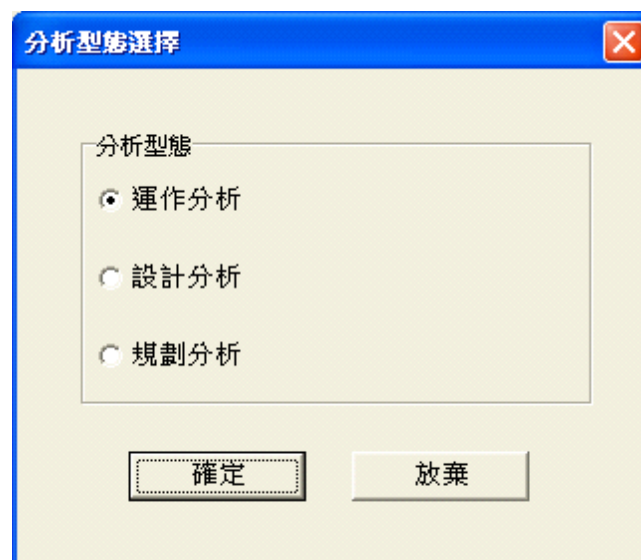 分析型態選擇
分析型態
運作分析
設計分析
規劃分析
確定
放棄